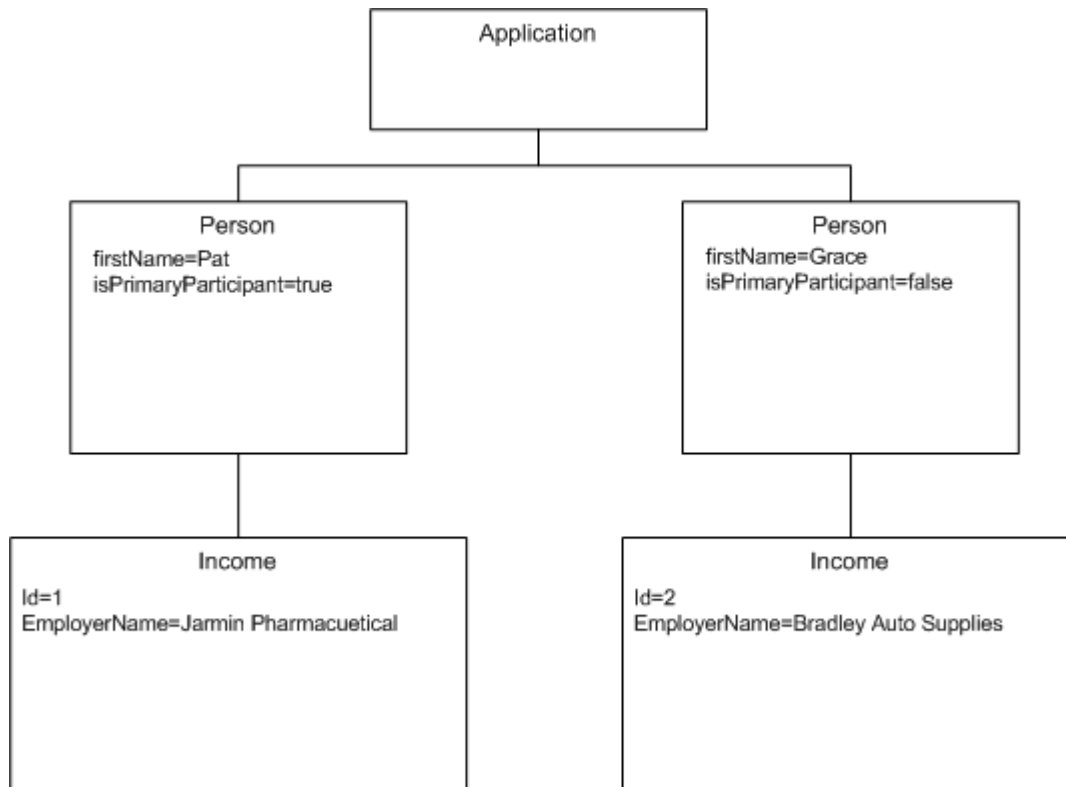 Application
Person
firstName=Pat
isPrimaryParticipant=true
Person
firstName=Grace
isPrimaryParticipant=false
Income
Id=1
EmployerName=Jarmin Pharmacuetical
Income
Id=2
EmployerName=Bradley Auto Supplies